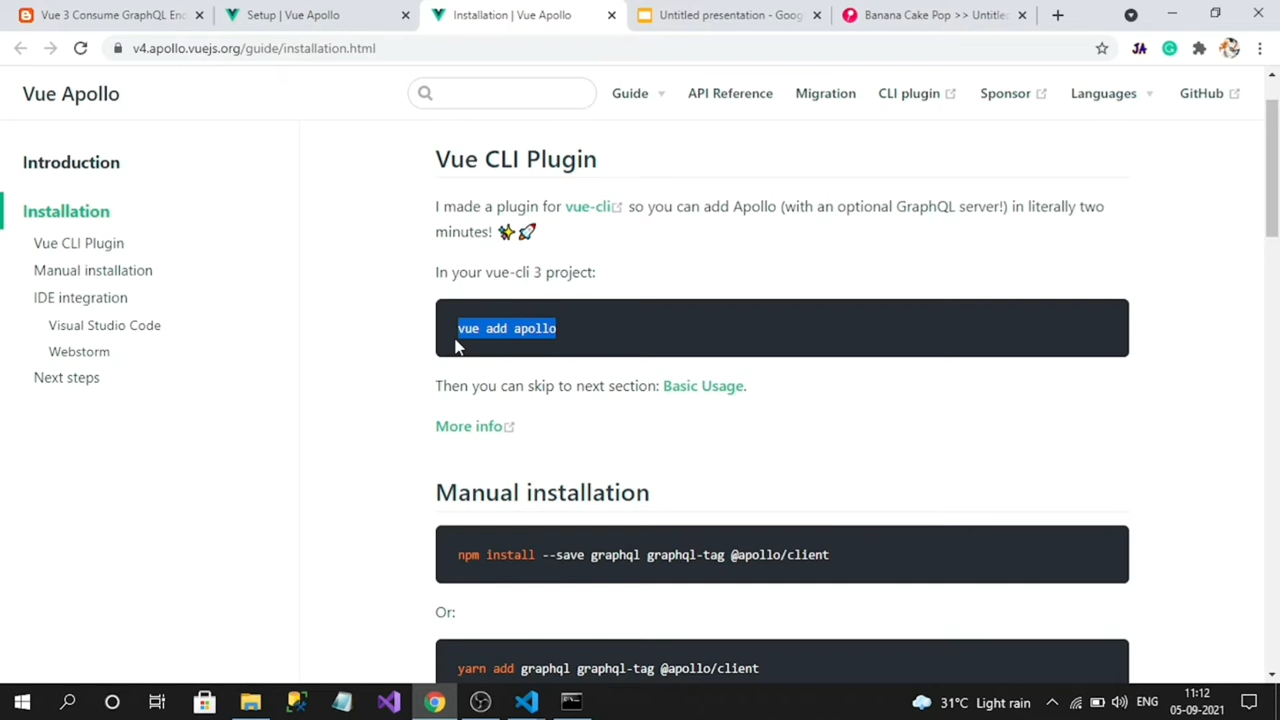 Vue 3 Consume GraphQL End
Setup | Vue Apollo
Installation | Vue Apollo
Untitled presentation - Goog
Banana Cake Pop >> Untitle
v4.apollo.vuejs.org/guide/installation.html
JA
Vue Apollo
Guide
API Reference
Migration
CLI plugin
Sponsor
Languages
GitHub
Introduction
Installation
Vue CLI Plugin
Manual installation
IDE integration
Visual Studio Code
Webstorm
Next steps
Vue CLI Plugin
I made a plugin for vue-cli so you can add Apollo (with an optional GraphQL server!) in literally two
minutes! ✨🚀
In your vue-cli 3 project:
vue add apollo
Then you can skip to next section: Basic Usage.
More info
Manual installation
npm install --save graphql graphql-tag @apollo/client
Or:
yarn add graphql graphql-tag @apollo/client
31°C Light rain
ENG
11:12
05-09-2021